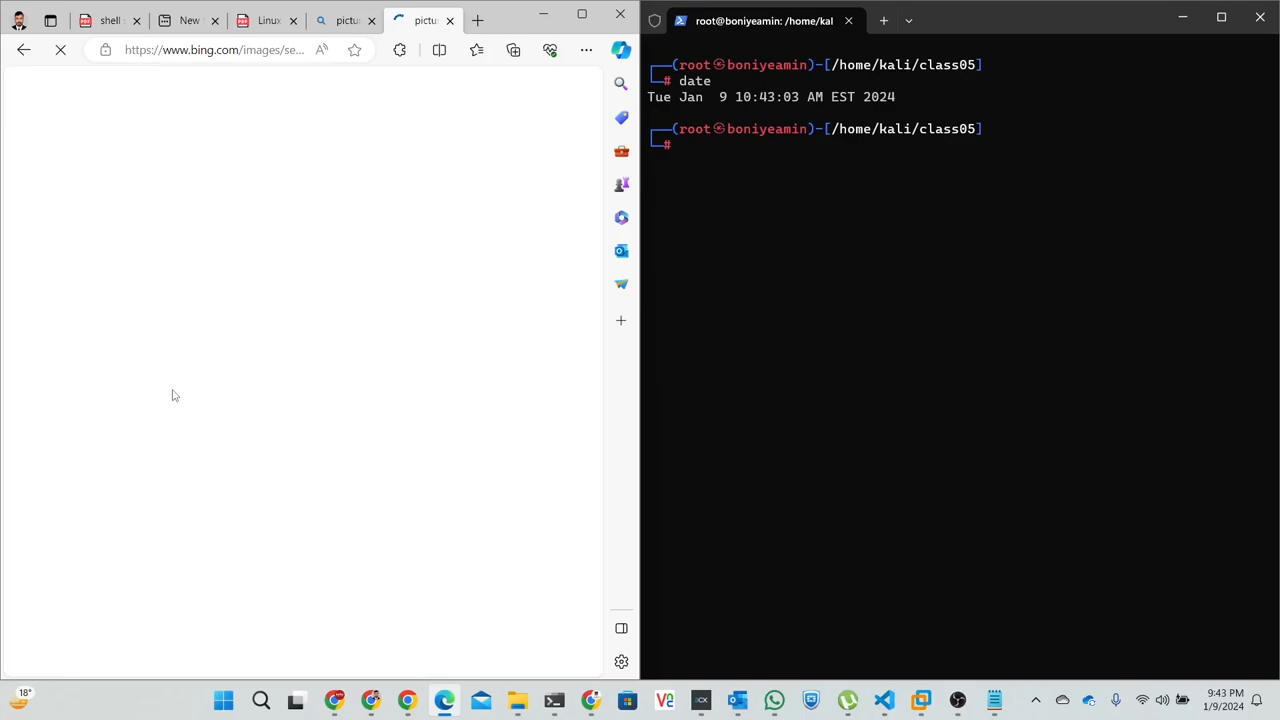 shell
New
Linux
pictu
pictu
https://www.bing.com/images/se...
root@boniyeamin: /home/kal
┌──(root㉿boniyeamin)-[/home/kali/class05]
└─# date
Tue Jan  9 10:43:03 AM EST 2024
┌──(root㉿boniyeamin)-[/home/kali/class05]
└─#
18°
9:43 PM
1/9/2024